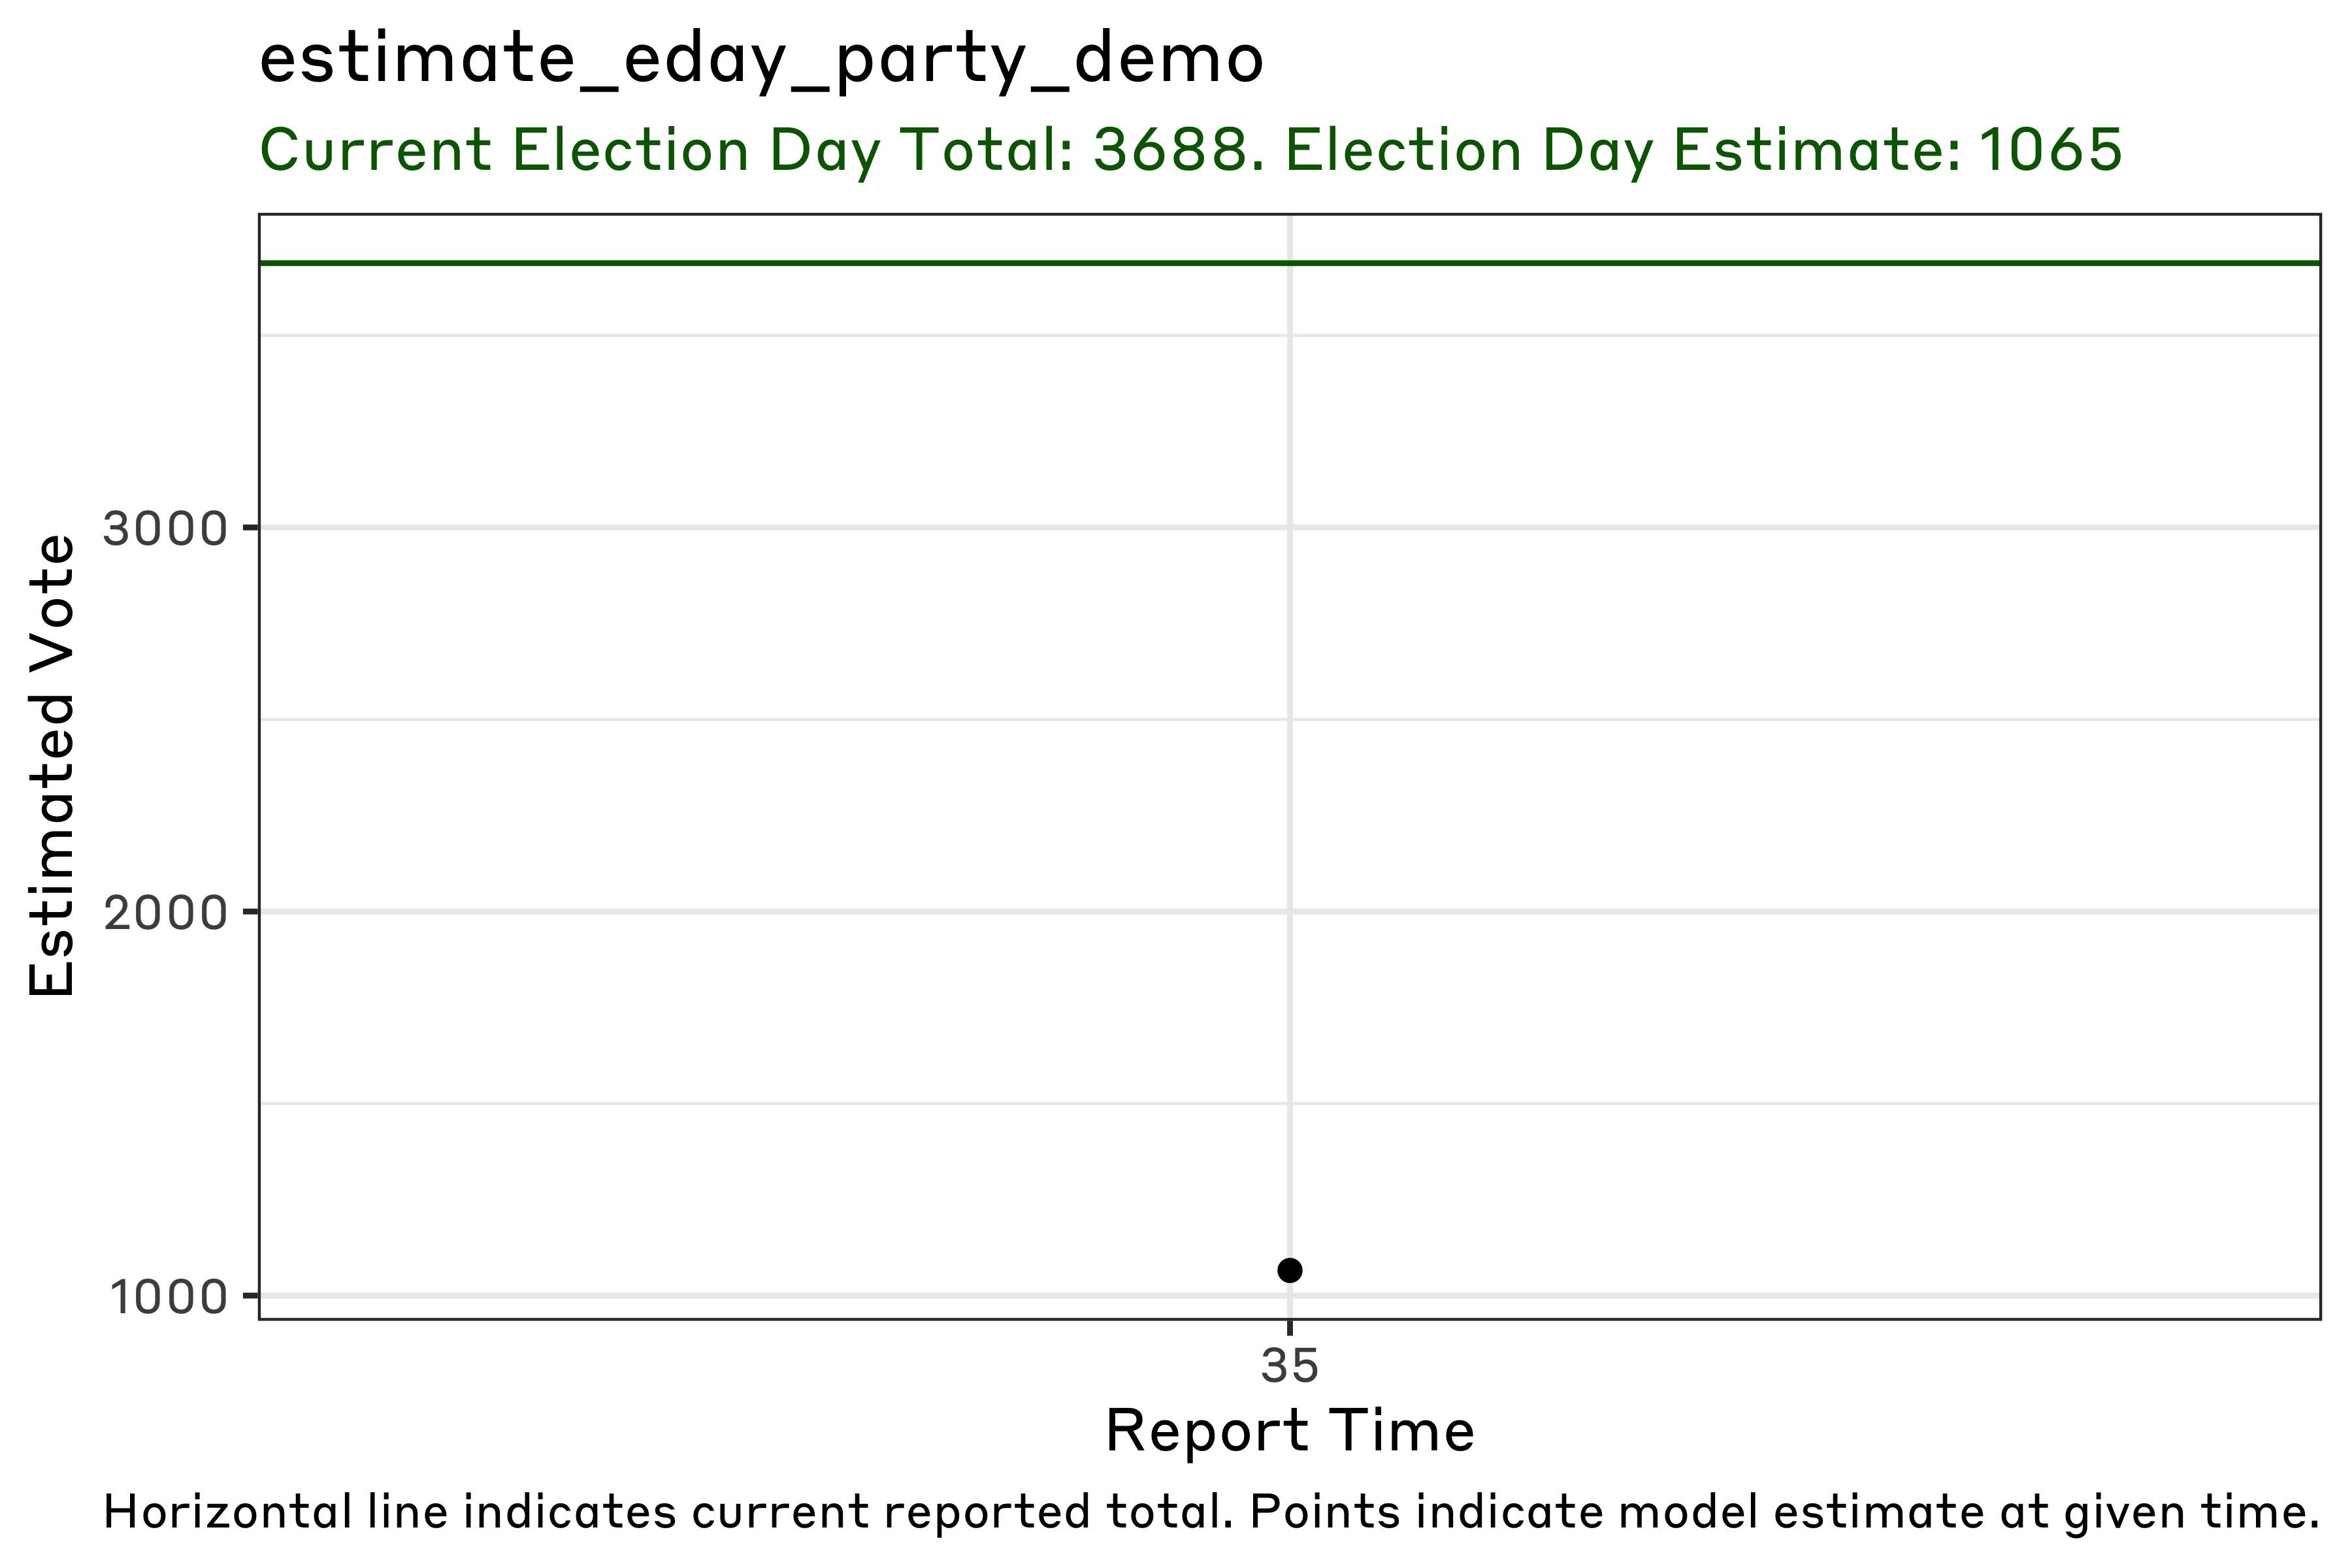 estimate_eday_party_demo
Current Election Day Total: 3688. Election Day Estimate: 1065
Estimated Vote
3000
2000
1000
35
Report Time
Horizontal line indicates current reported total. Points indicate model estimate at given time.